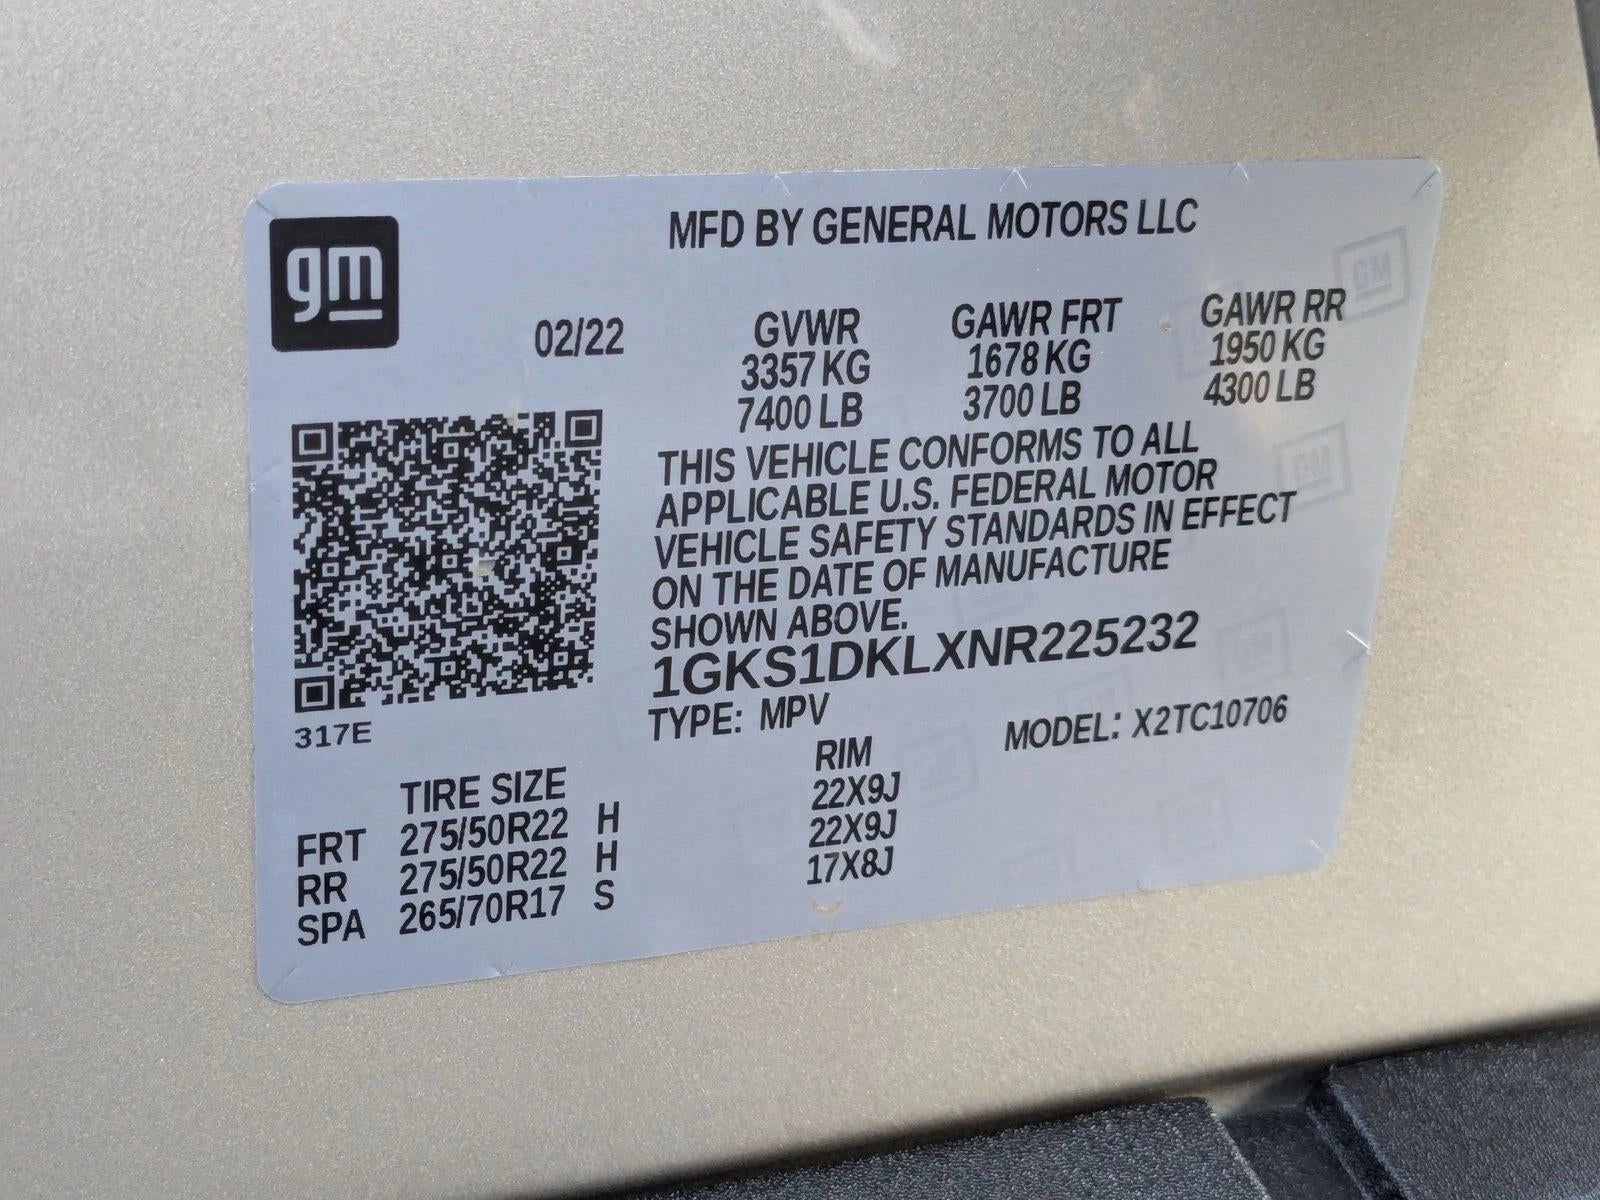 gm
MFD BY GENERAL MOTORS LLC
02/22 GVWR GAWR FRT GAWR RR
3357 KG 1678 KG 1950 KG
7400 LB 3700 LB 4300 LB
THIS VEHICLE CONFORMS TO ALL
APPLICABLE U.S. FEDERAL MOTOR
VEHICLE SAFETY STANDARDS IN EFFECT
ON THE DATE OF MANUFACTURE
SHOWN ABOVE.
1GKS1DKLXNR225232
317E
TYPE: MPV MODEL: X2TC10706
TIRE SIZE RIM
FRT 275/50R22 H 22X9J
RR 275/50R22 H 22X9J
SPA 265/70R17 S 17X8J